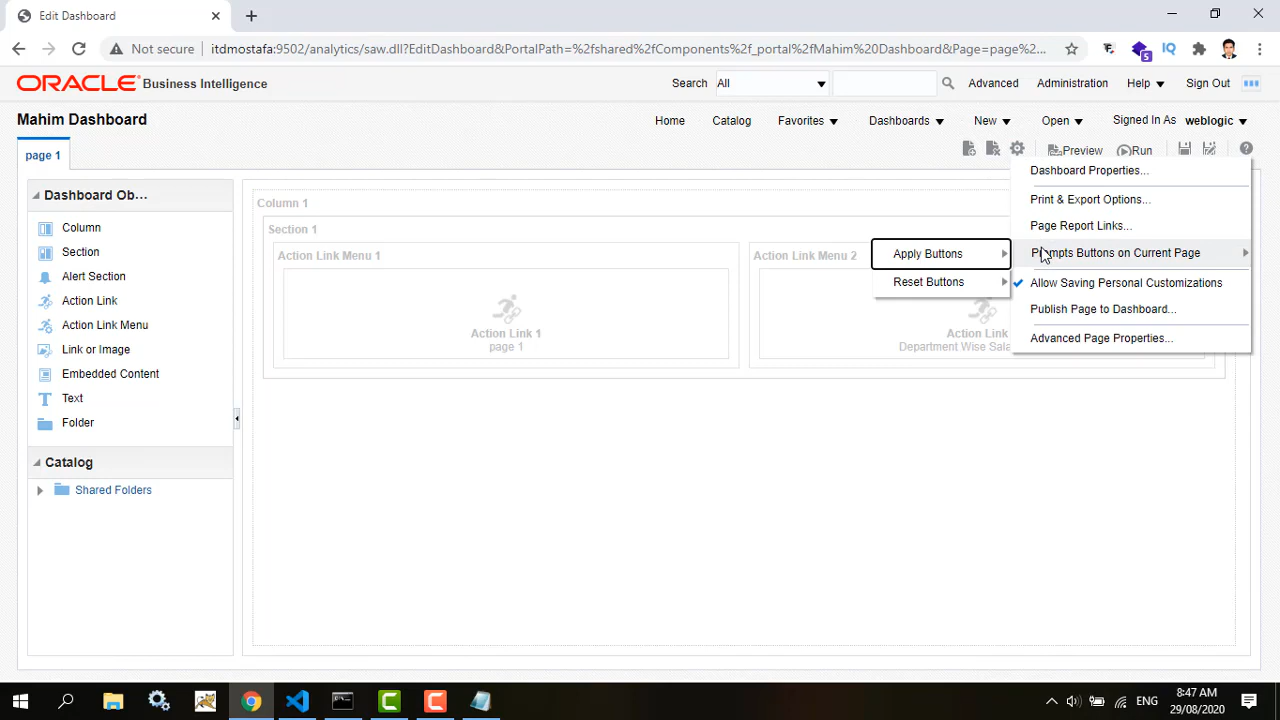 Edit Dashboard
Not secure
itdmostafa:9502/analytics/saw.dll?EditDashboard&PortalPath=%2fshared%2fComponents%2f_portal%2fMahim%20Dashboard&Page=page%2...
5
ORACLE Business Intelligence
Search All
Advanced
Administration
Help
Sign Out
Mahim Dashboard
Home
Catalog
Favorites
Dashboards
New
Open
Signed In As weblogic
page 1
Preview
Run
Dashboard Properties...
Print & Export Options...
Page Report Links...
Prompts Buttons on Current Page
Allow Saving Personal Customizations
Publish Page to Dashboard...
Advanced Page Properties...
Apply Buttons
Reset Buttons
Dashboard Ob...
Column
Section
Alert Section
Action Link
Action Link Menu
Link or Image
Embedded Content
Text
Folder
Catalog
Shared Folders
Column 1
Section 1
Action Link Menu 1
Action Link 1
page 1
Action Link Menu 2
Action Link
Department Wise
ENG
8:47 AM
29/08/2020